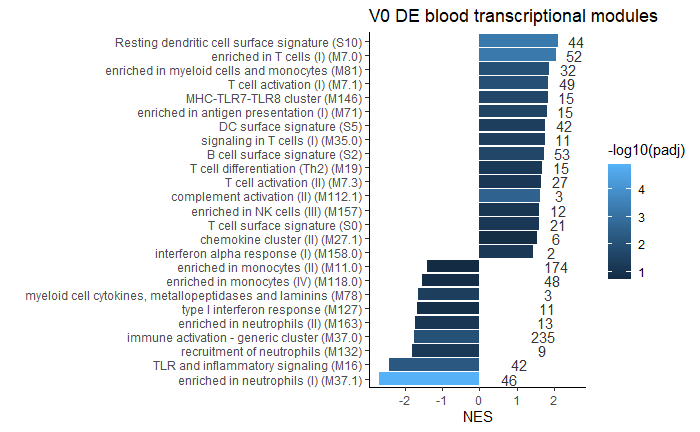 V0 DE blood transcriptional modules
Resting dendritic cell surface signature (S10) 44
enriched in T cells (I) (M7.0) 52
enriched in myeloid cells and monocytes (M81) 32
T cell activation (I) (M7.1) 49
MHC-TLR7-TLR8 cluster (M146) 15
enriched in antigen presentation (I) (M71) 15
DC surface signature (S5) 42
signaling in T cells (I) (M35.0) 11
B cell surface signature (S2) 53
T cell differentiation (Th2) (M19) 15
T cell activation (II) (M7.3) 27
complement activation (II) (M112.1) 3
enriched in NK cells (III) (M157) 12
T cell surface signature (S0) 21
chemokine cluster (II) (M27.1) 6
interferon alpha response (I) (M158.0) 2
enriched in monocytes (II) (M11.0) 174
enriched in monocytes (IV) (M118.0) 48
myeloid cell cytokines, metallopeptidases and laminins (M78) 3
type I interferon response (M127) 11
enriched in neutrophils (II) (M163) 13
immune activation - generic cluster (M37.0) 235
recruitment of neutrophils (M132) 9
TLR and inflammatory signaling (M16) 42
enriched in neutrophils (I) (M37.1) 46
-2 -1 0 1 2
NES
-log10(padj)
4
3
2
1